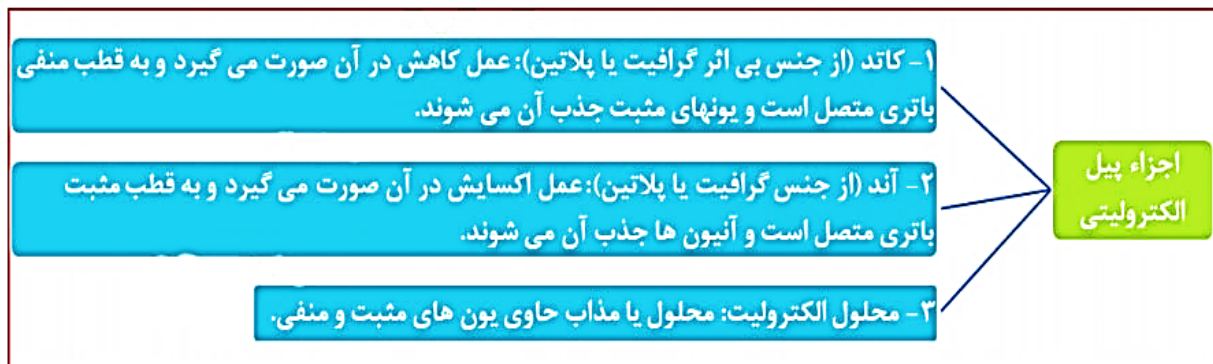 اجزاء پیل
الکترولیتی
۱- کاتد (از جنس بی اثر گرافیت یا پلاتین): عمل کاهش در آن صورت می گیرد و به قطب منفی
باتری متصل است و یونهای مثبت جذب آن می شوند.
۲- آند (از جنس گرافیت یا پلاتین): عمل اکسایش در آن صورت می گیرد و به قطب مثبت
باتری متصل است و آنیون ها جذب آن می شوند.
۳- محلول الکترولیت: محلول یا مذاب حاوی یون های مثبت و منفی.